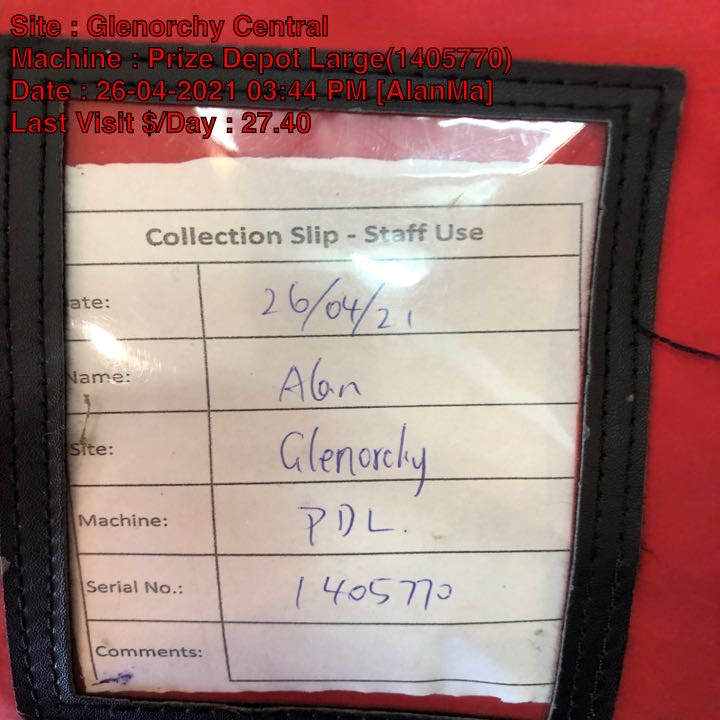 Site : Glenorchy Central
Machine : Prize Depot Large(1405770)
Date : 26-04-2021 03:44 PM [AlanMa]
Last Visit $/Day : 27.40
Collection Slip - Staff Use
ate: 26/04/21
Name: Alan
Site: Glenorchy
Machine: PDL.
Serial No.: 1405770
Comments: